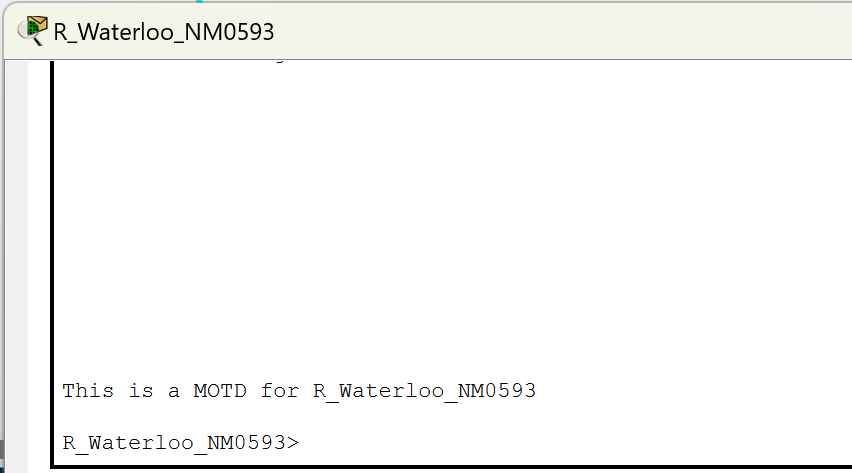 R_Waterloo_NM0593
This is a MOTD for R_Waterloo_NM0593
R_Waterloo_NM0593>